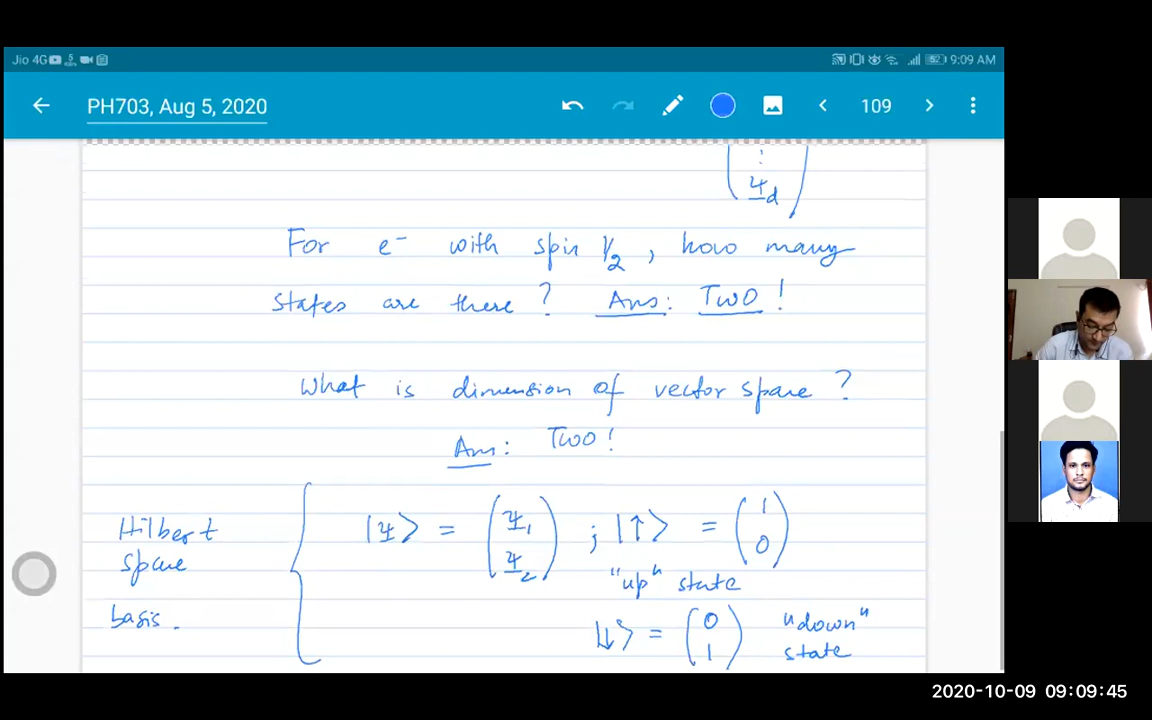 Jio 4G 9:09 AM
PH703, Aug 5, 2020 109
⋮
Ψd
For e⁻ with spin 1/2, how many
states are there ? Ans: Two !
What is dimension of vector space ?
Ans: Two!
Hilbert space basis.
|Ψ> = (Ψ1 Ψ2) ; |↑> = (1 0)
"up" state
|↓> = (0 1) "down" state
2020-10-09 09:09:45